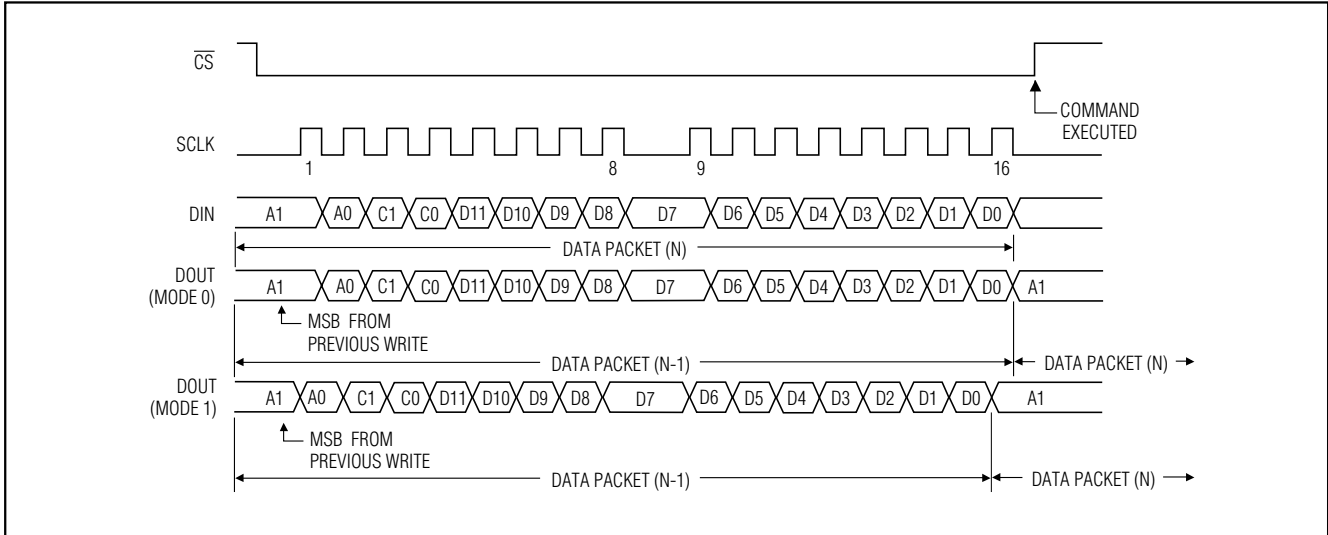 CS
COMMAND
EXECUTED
SCLK
1 8 9 16
DIN A1 A0 C1 C0 D11 D10 D9 D8 D7 D6 D5 D4 D3 D2 D1 D0
DATA PACKET (N)
DOUT
(MODE 0)
A1 A0 C1 C0 D11 D10 D9 D8 D7 D6 D5 D4 D3 D2 D1 D0 A1
MSB FROM
PREVIOUS WRITE
DATA PACKET (N-1) DATA PACKET (N)
DOUT
(MODE 1)
A1 A0 C1 C0 D11 D10 D9 D8 D7 D6 D5 D4 D3 D2 D1 D0 A1
MSB FROM
PREVIOUS WRITE
DATA PACKET (N-1) DATA PACKET (N)